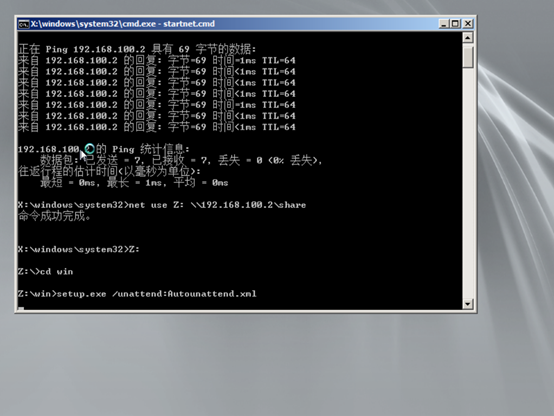 X:\windows\system32\cmd.exe - startnet.cmd
正在 Ping 192.168.100.2 具有 69 字节的数据:
来自 192.168.100.2 的回复: 字节=69 时间=1ms TTL=64
来自 192.168.100.2 的回复: 字节=69 时间<1ms TTL=64
来自 192.168.100.2 的回复: 字节=69 时间<1ms TTL=64
来自 192.168.100.2 的回复: 字节=69 时间<1ms TTL=64
来自 192.168.100.2 的回复: 字节=69 时间<1ms TTL=64
来自 192.168.100.2 的回复: 字节=69 时间=1ms TTL=64
来自 192.168.100.2 的回复: 字节=69 时间<1ms TTL=64
192.168.100. 的 Ping 统计信息:
数据包: 已发送 = 7, 已接收 = 7, 丢失 = 0 (0% 丢失),
往返行程的估计时间(以毫秒为单位):
最短 = 0ms, 最长 = 1ms, 平均 = 0ms
X:\windows\system32>net use Z: \\192.168.100.2\share
命令成功完成。
X:\windows\system32>Z:
Z:\>cd win
Z:\win>setup.exe /unattend:Autounattend.xml